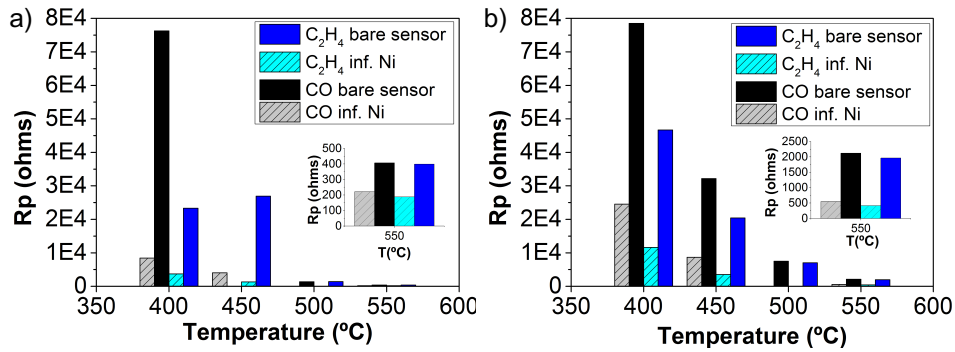 a)
8E4
7E4
6E4
5E4
4E4
3E4
2E4
1E4
0
Rp (ohms)
350 400 450 500 550 600
Temperature (ºC)
C₂H₄ bare sensor
C₂H₄ inf. Ni
CO bare sensor
CO inf. Ni
500
400
300
200
100
0
Rp (ohms)
550
T(ºC)
b)
8E4
7E4
6E4
5E4
4E4
3E4
2E4
1E4
0
Rp (ohms)
350 400 450 500 550 600
Temperature (ºC)
C₂H₄ bare sensor
C₂H₄ inf. Ni
CO bare sensor
CO inf. Ni
2500
2000
1500
1000
500
0
Rp (ohms)
550
T(ºC)